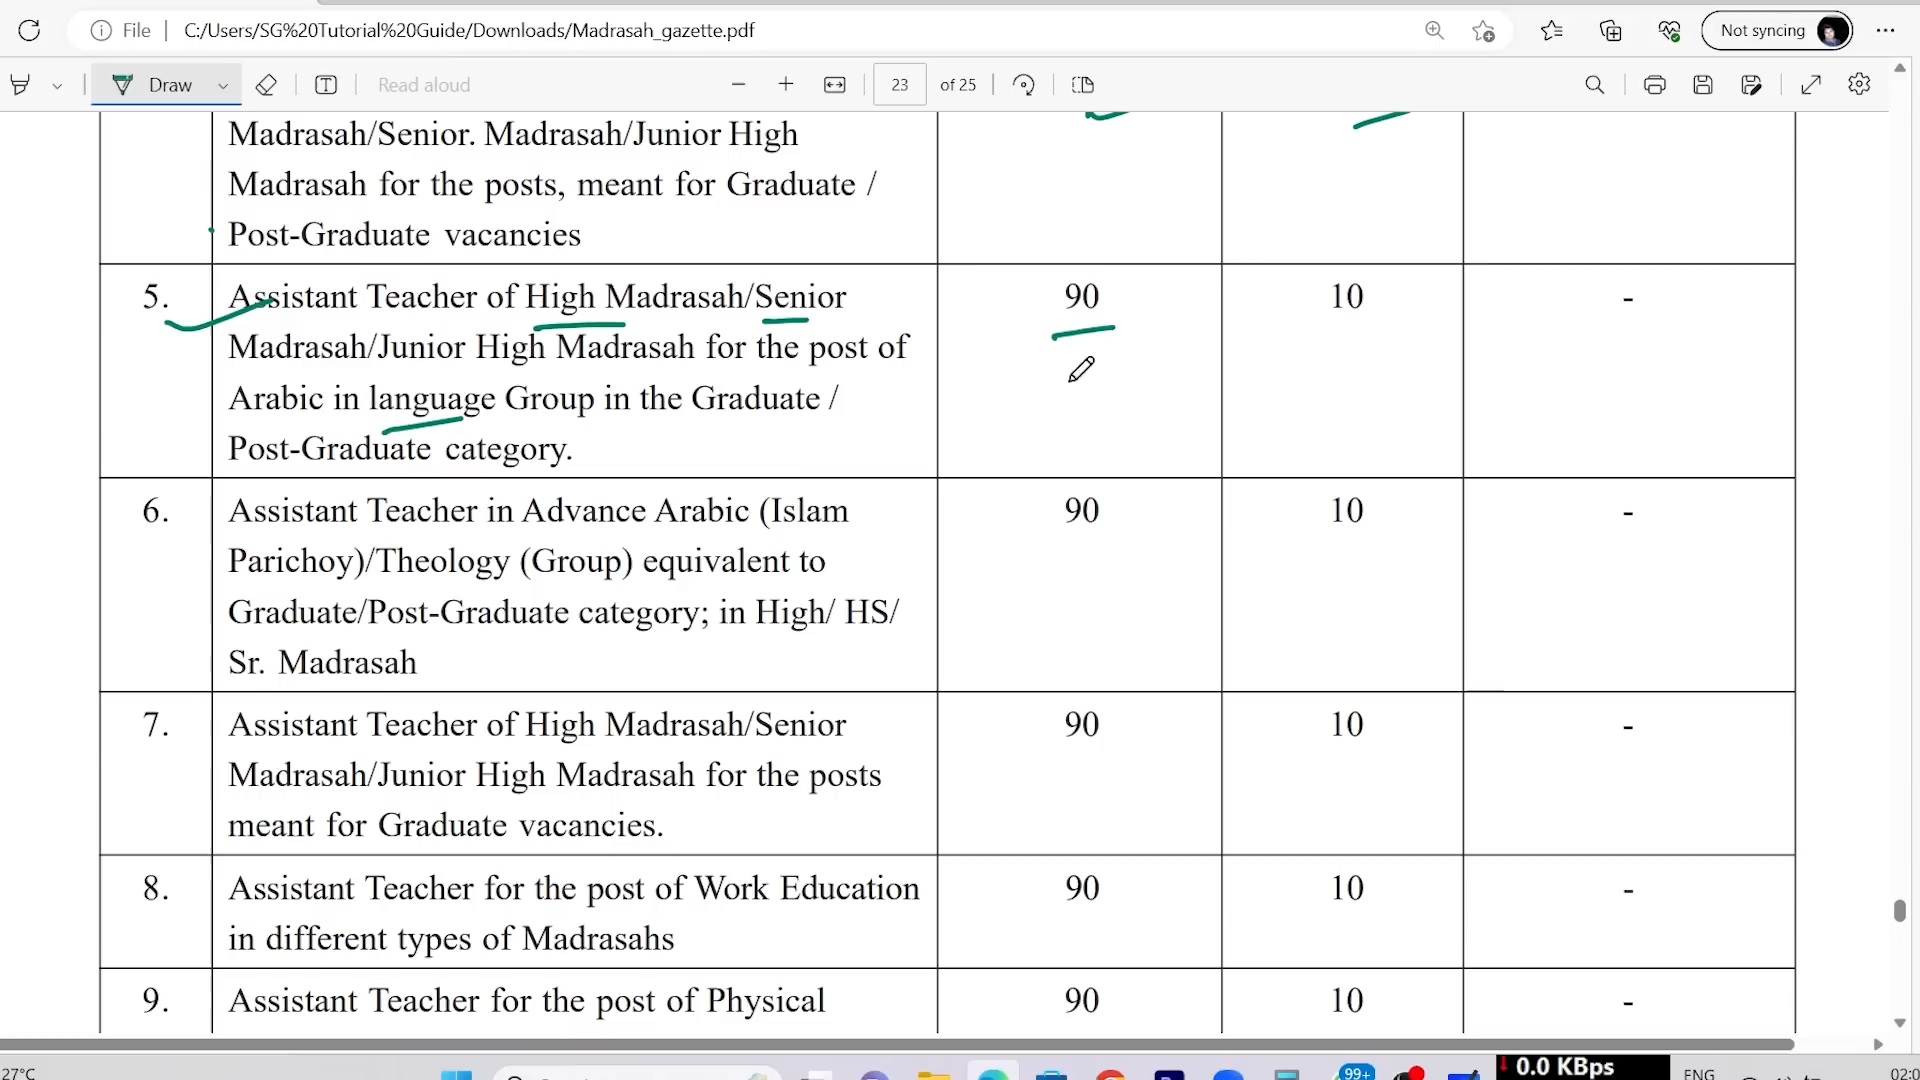 File
C:/Users/SG%20Tutorial%20Guide/Downloads/Madrasah_gazette.pdf
Not syncing
Draw
Read aloud
23
of 25
Madrasah/Senior. Madrasah/Junior High
Madrasah for the posts, meant for Graduate /
Post-Graduate vacancies
5.
Assistant Teacher of High Madrasah/Senior
90
10
-
Madrasah/Junior High Madrasah for the post of
Arabic in language Group in the Graduate /
Post-Graduate category.
6.
Assistant Teacher in Advance Arabic (Islam
90
10
-
Parichoy)/Theology (Group) equivalent to
Graduate/Post-Graduate category; in High/ HS/
Sr. Madrasah
7.
Assistant Teacher of High Madrasah/Senior
90
10
-
Madrasah/Junior High Madrasah for the posts
meant for Graduate vacancies.
8.
Assistant Teacher for the post of Work Education
90
10
-
in different types of Madrasahs
9.
Assistant Teacher for the post of Physical
90
10
-
27°C
99+
0.0 KBps
ENG